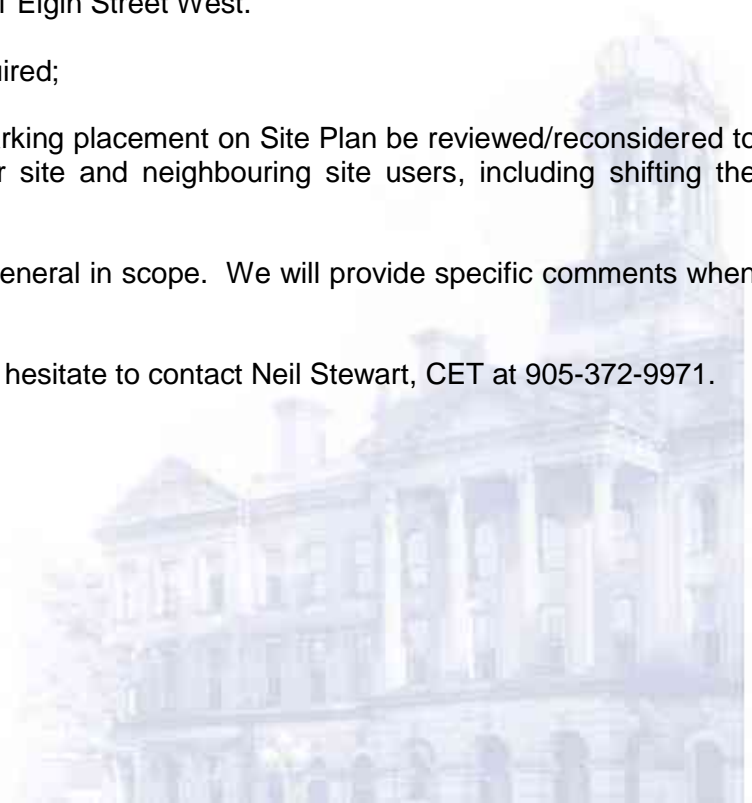 Elgin Street West.
arking placement on Site Plan be reviewed/reconsidered to
site and neighbouring site users, including shifting the
eneral in scope. We will provide specific comments when
hesitate to contact Neil Stewart, CET at 905-372-9971.